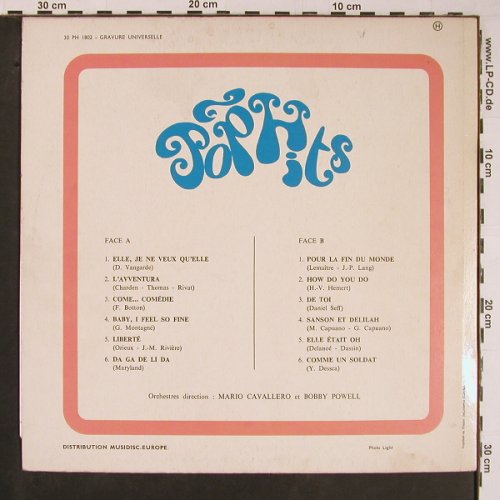 30 cm
20 cm
10 cm
www.LP-CD.de
10 cm
20 cm
30 cm
30 PH 1802 - GRAVURE UNIVERSELLE
H
Pop Hits
FACE A
1. ELLE, JE NE VEUX QU'ELLE
(D. Vangarde)
2. L'AVVENTURA
(Charden - Thomas - Rivat)
3. COME... COMÉDIE
(F. Botton)
4. BABY, I FEEL SO FINE
(G. Montagné)
5. LIBERTÉ
(Orieux - J.-M. Rivière)
6. DA GA DE LI DA
(Maryland)
FACE B
1. POUR LA FIN DU MONDE
(Lemaître - J.-P. Lang)
2. HOW DO YOU DO
(H.-V. Hemert)
3. DE TOI
(Daniel Seff)
4. SANSON ET DELILAH
(M. Capuano - G. Capuano)
5. ELLE ÉTAIT OH
(Delanoë - Dassin)
6. COMME UN SOLDAT
(Y. Dessca)
Orchestres direction : MARIO CAVALLERO et BOBBY POWELL
DISTRIBUTION MUSIDISC.EUROPE.
Photo Light